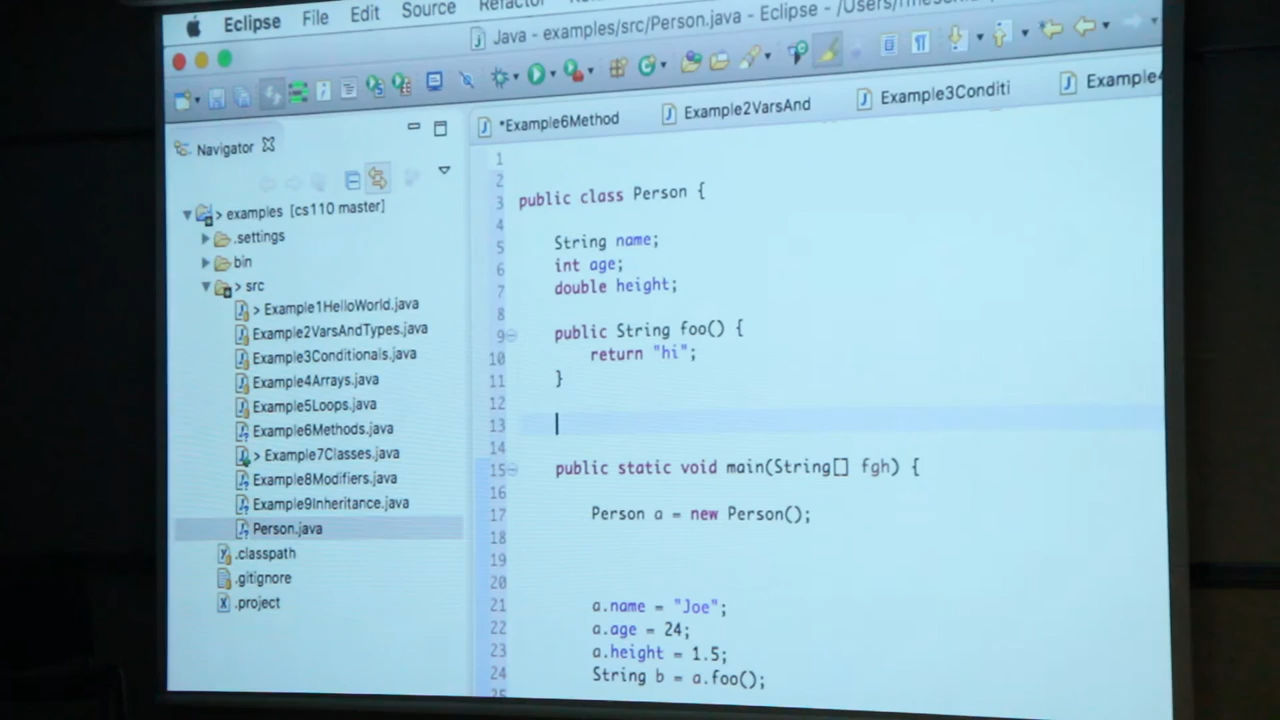 Eclipse File Edit Source Refactor
Java - examples/src/Person.java - Eclipse -
*Example6Method Example2VarsAnd Example3Conditi Example4
Navigator
> examples [cs110 master]
.settings
bin
> src
> Example1HelloWorld.java
Example2VarsAndTypes.java
Example3Conditionals.java
Example4Arrays.java
Example5Loops.java
Example6Methods.java
> Example7Classes.java
Example8Modifiers.java
Example9Inheritance.java
Person.java
.classpath
.gitignore
.project
1
2
3 public class Person {
4
5 String name;
6 int age;
7 double height;
8
9 public String foo() {
10 return "hi";
11 }
12
13
14
15 public static void main(String[] fgh) {
16
17 Person a = new Person();
18
19
20
21 a.name = "Joe";
22 a.age = 24;
23 a.height = 1.5;
24 String b = a.foo();
25